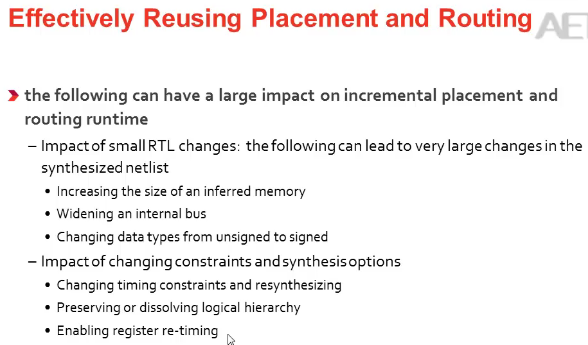 Effectively Reusing Placement and Routing
the following can have a large impact on incremental placement and
routing runtime
– Impact of small RTL changes: the following can lead to very large changes in the
synthesized netlist
• Increasing the size of an inferred memory
• Widening an internal bus
• Changing data types from unsigned to signed
– Impact of changing constraints and synthesis options
• Changing timing constraints and resynthesizing
• Preserving or dissolving logical hierarchy
• Enabling register re-timing